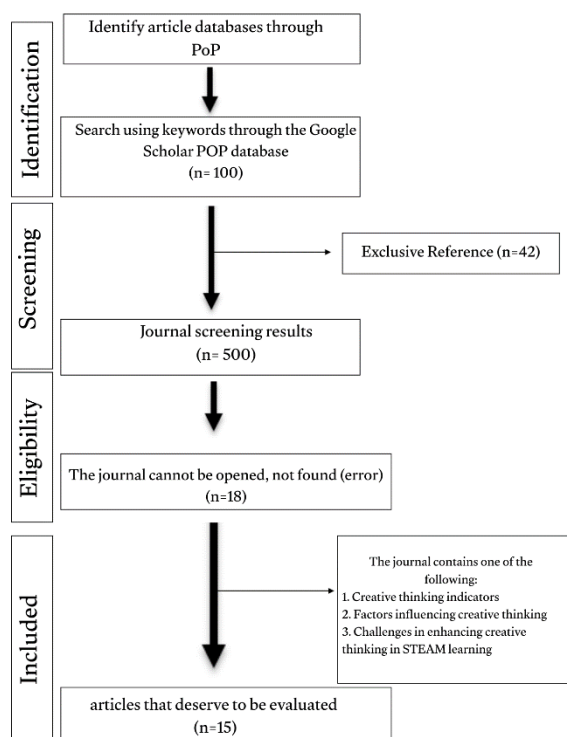 Identification
Identify article databases through
PoP
Search using keywords through the Google
Scholar POP database
(n= 100)
Screening
Exclusive Reference (n=42)
Journal screening results
(n= 500)
Eligibility
The journal cannot be opened, not found (error)
(n=18)
Included
The journal contains one of the
following:
1. Creative thinking indicators
2. Factors influencing creative thinking
3. Challenges in enhancing creative
thinking in STEAM learning
articles that deserve to be evaluated
(n=15)